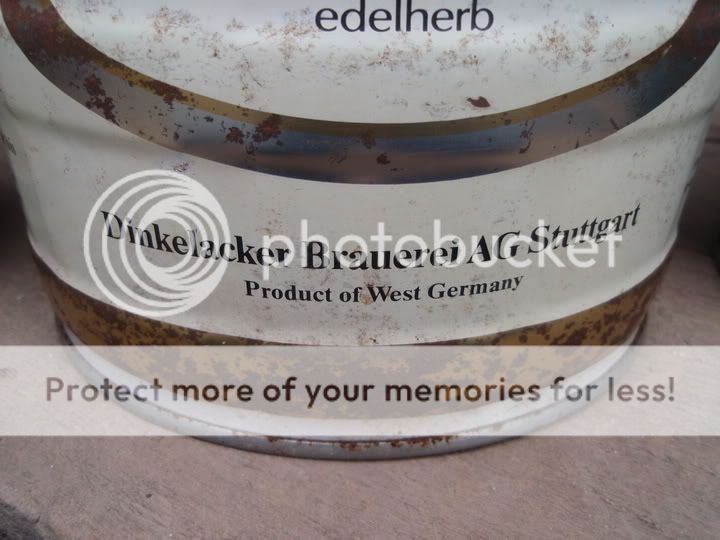 edelherb
Dinkelacker Brauerei AG Stuttgart
photobucket
Product of West Germany
Protect more of your memories for less!